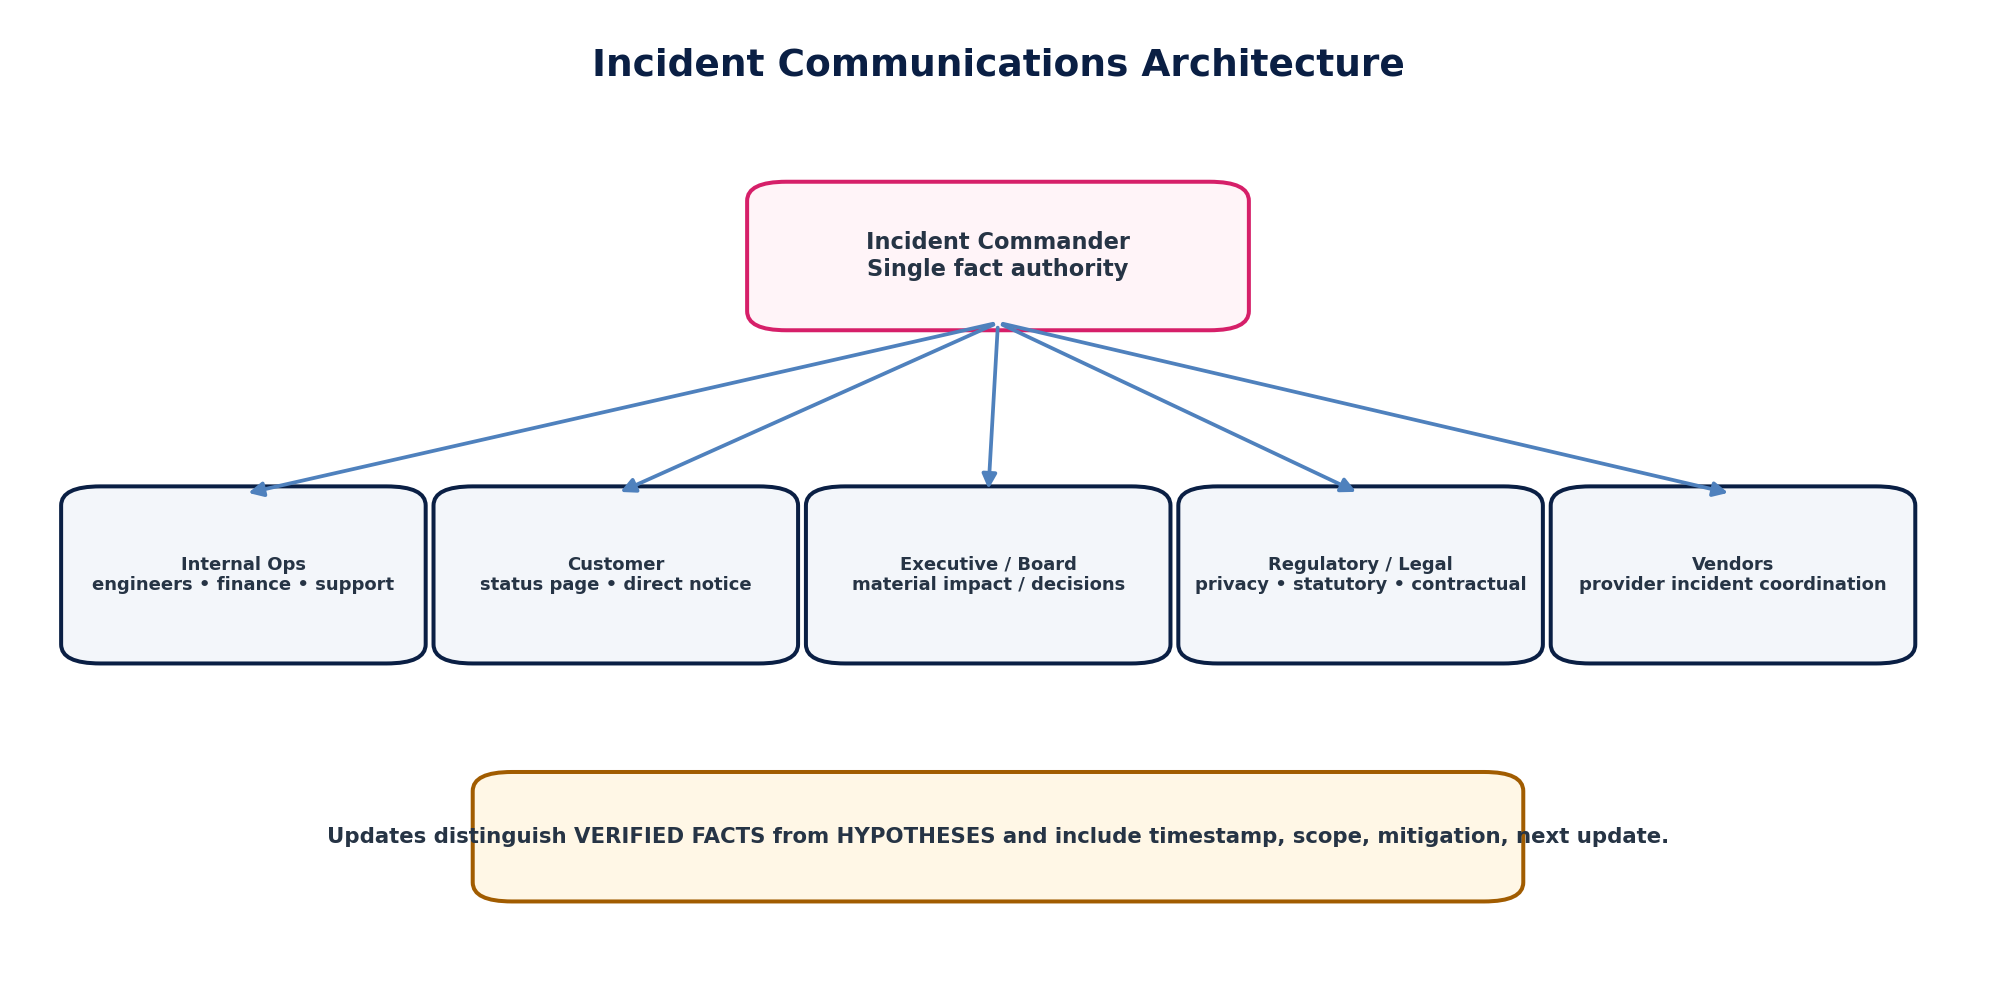 Incident Communications Architecture
Incident Commander
Single fact authority
Internal Ops
engineers • finance • support
Customer
status page • direct notice
Executive / Board
material impact / decisions
Regulatory / Legal
privacy • statutory • contractual
Vendors
provider incident coordination
Updates distinguish VERIFIED FACTS from HYPOTHESES and include timestamp, scope, mitigation, next update.